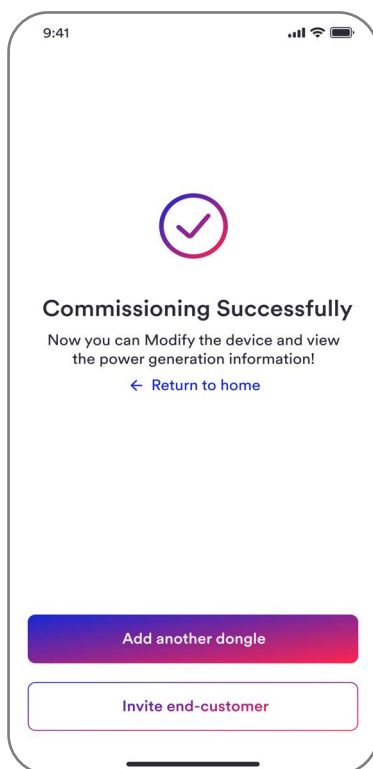 9:41
Commissioning Successfully
Now you can Modify the device and view
the power generation information!
← Return to home
Add another dongle
Invite end-customer